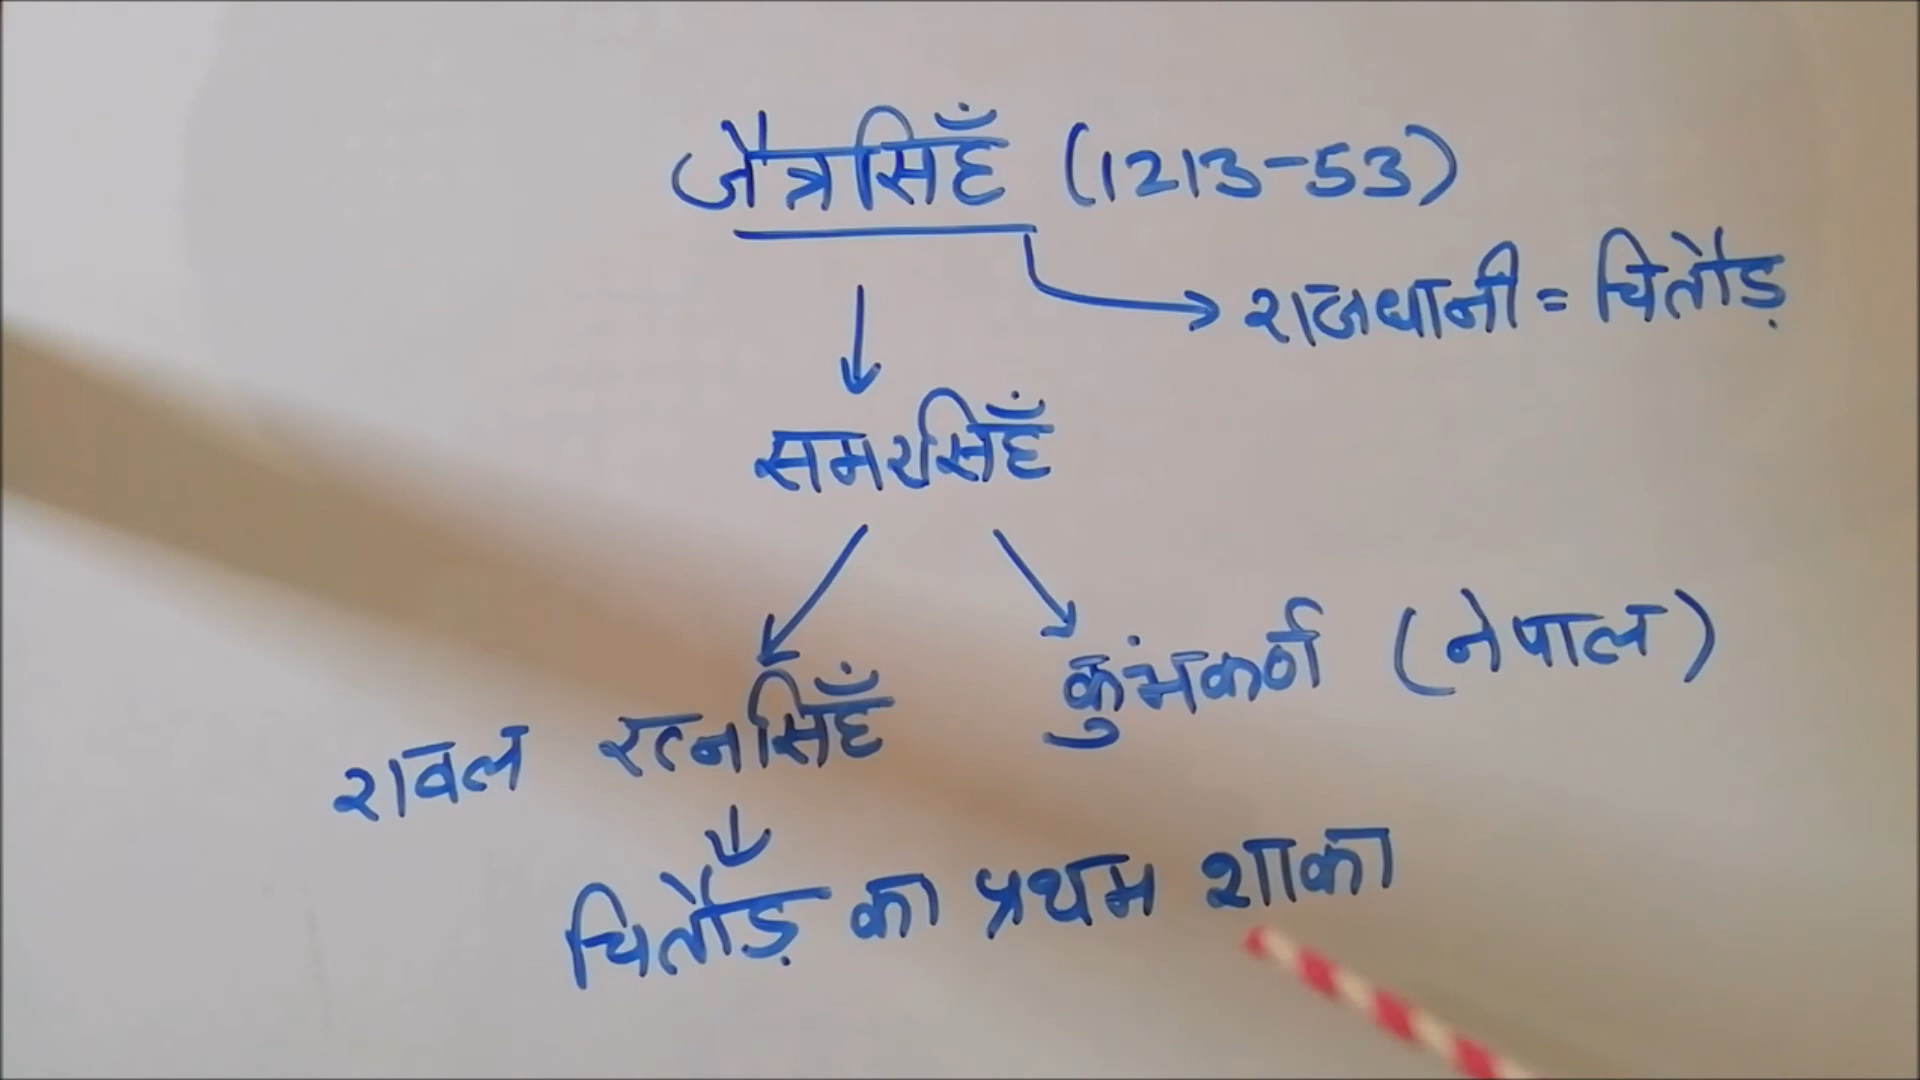 जैत्रसिहँ (1213-53)
राजधानी = चितौड़
समरसिहँ
कुंभकर्ण (नेपाल)
रावल रत्नसिहँ
चितौड़ का प्रथम शाका